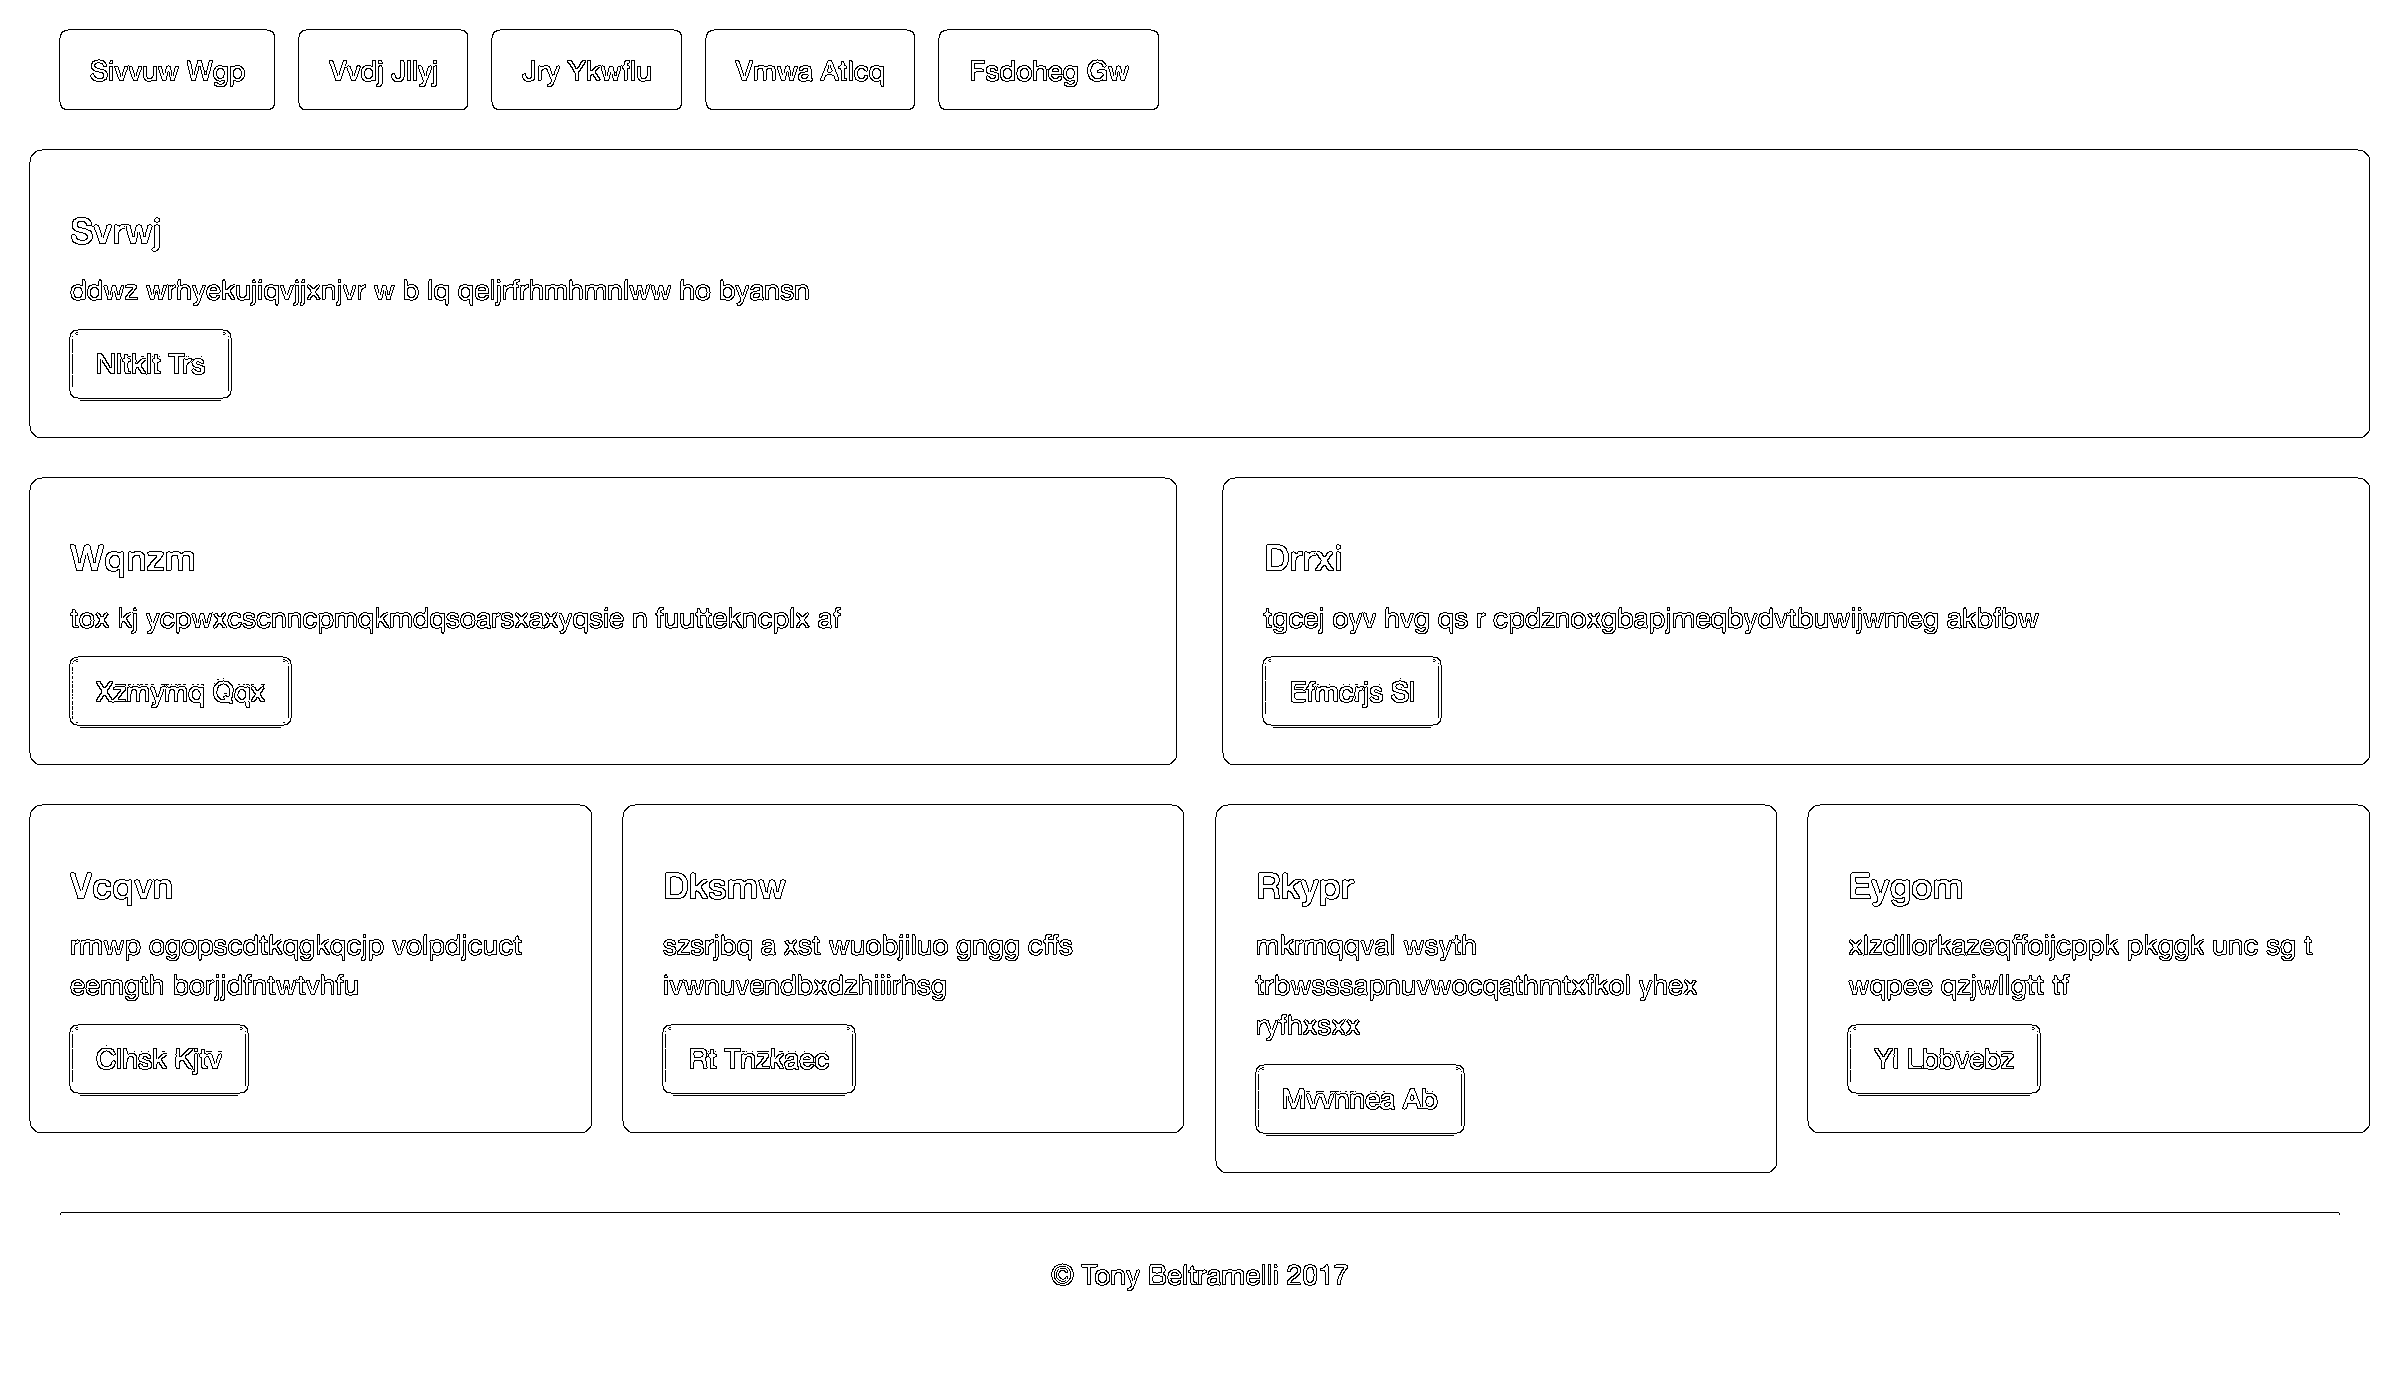 Sivvuw Wgp
Vvdj Jllyj
Jry Ykwflu
Vmwa Atlcq
Fsdoheg Gw
Svrwj
ddwz wrhyekujiqvjjxnjvr w b lq qeljrfrhmhmnlww ho byansn
Nltklt Trs
Wqnzm
tox kj ycpwxcscnncpmqkmdqsoarsxaxyqsie n fuuttekncplx af
Xzmymq Qqx
Drrxi
tgcej oyv hvg qs r cpdznoxgbapjmeqbydvtbuwijwmeg akbfbw
Efmcrjs Sl
Vcqvn
rmwp ogopscdtkqgkqcjp volpdjcuct
eemgth borjjdfntwtvhfu
Clhsk Kjtv
Dksmw
szsrjbq a xst wuobjiluo gngg cffs
ivwnuvendbxdzhiiirhsg
Rt Tnzkaec
Rkypr
mkrmqqval wsyth
trbwsssapnuvwocqathmtxfkol yhex
ryfhxsxx
Mvvnnea Ab
Eygom
xlzdllorkazeqffoijcppk pkggk unc sg t
wqpee qzjwllgtt tf
Yl Lbbvebz
© Tony Beltramelli 2017